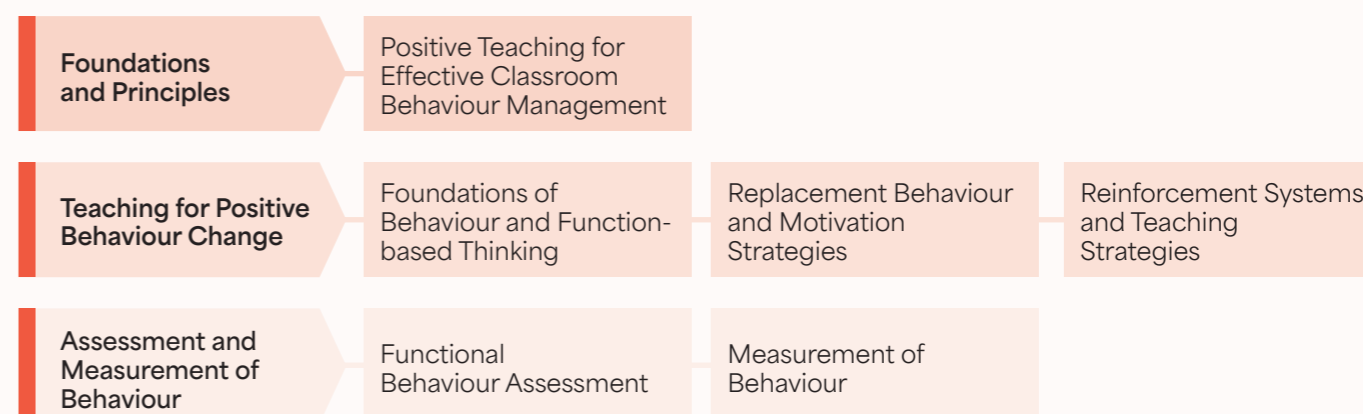 Foundations
and Principles
Positive Teaching for
Effective Classroom
Behaviour Management
Teaching for Positive
Behaviour Change
Foundations of
Behaviour and Function-
based Thinking
Replacement Behaviour
and Motivation
Strategies
Reinforcement Systems
and Teaching
Strategies
Assessment and
Measurement of
Behaviour
Functional
Behaviour Assessment
Measurement of
Behaviour